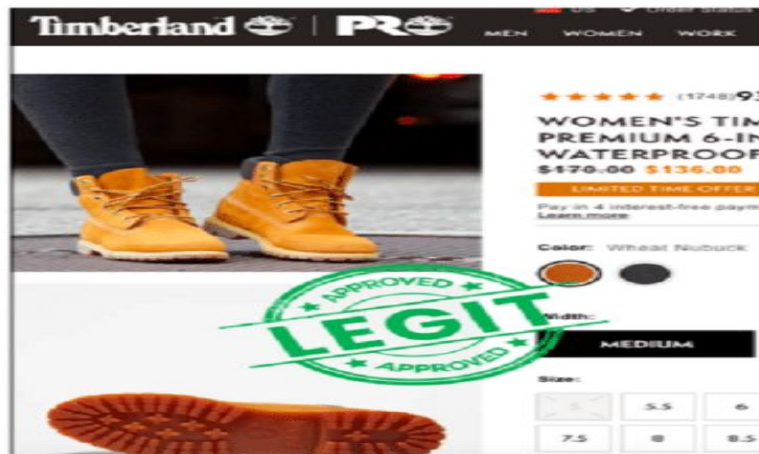 Timberland | PRO
US Order Status
MEN WOMEN WORK
(1748) 93
WOMEN'S TIM
PREMIUM 6-IN
WATERPROOF
$170.00 $136.00
LIMITED TIME OFFER
Pay in 4 interest-free paym
Learn more
Color: Wheat Nubuck
APPROVED
LEGIT
APPROVED
Width:
MEDIUM
Size:
5 5.5 6
7.5 8 8.5